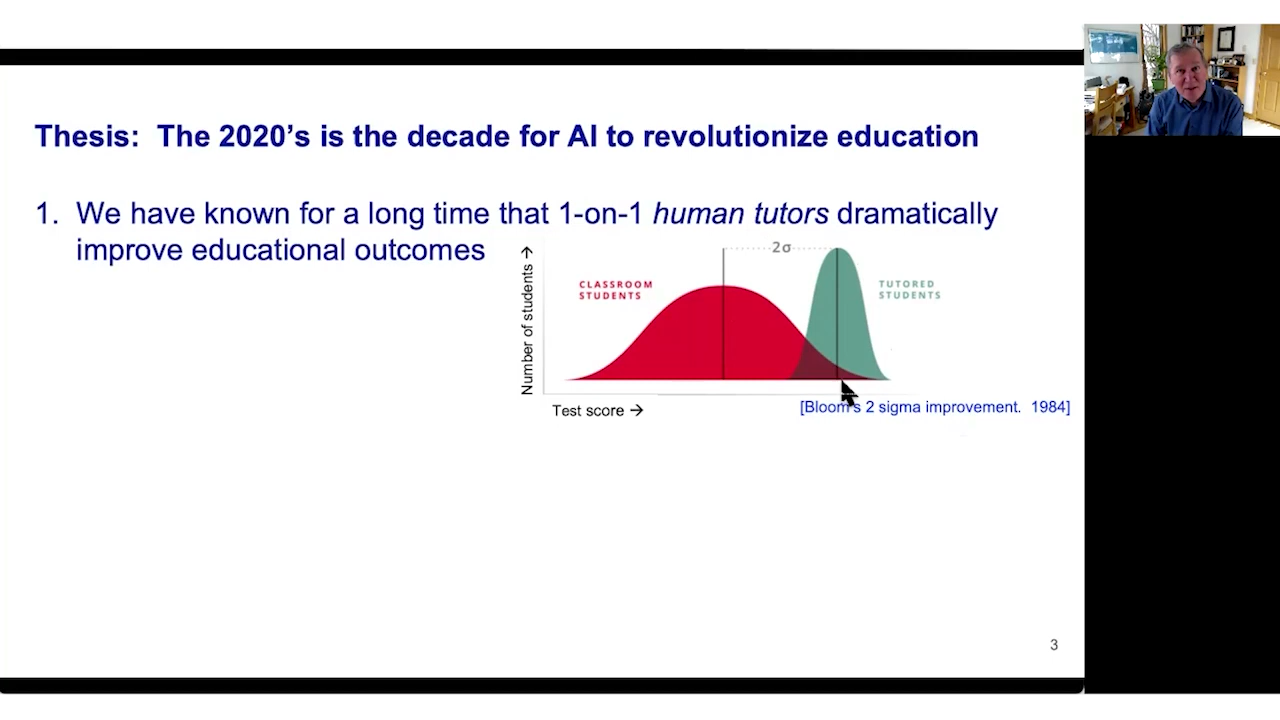 Thesis:  The 2020's is the decade for AI to revolutionize education
1.  We have known for a long time that 1-on-1 human tutors dramatically
improve educational outcomes
2σ
CLASSROOM
STUDENTS
TUTORED
STUDENTS
Number of students →
Test score →
[Bloom's 2 sigma improvement.  1984]
3